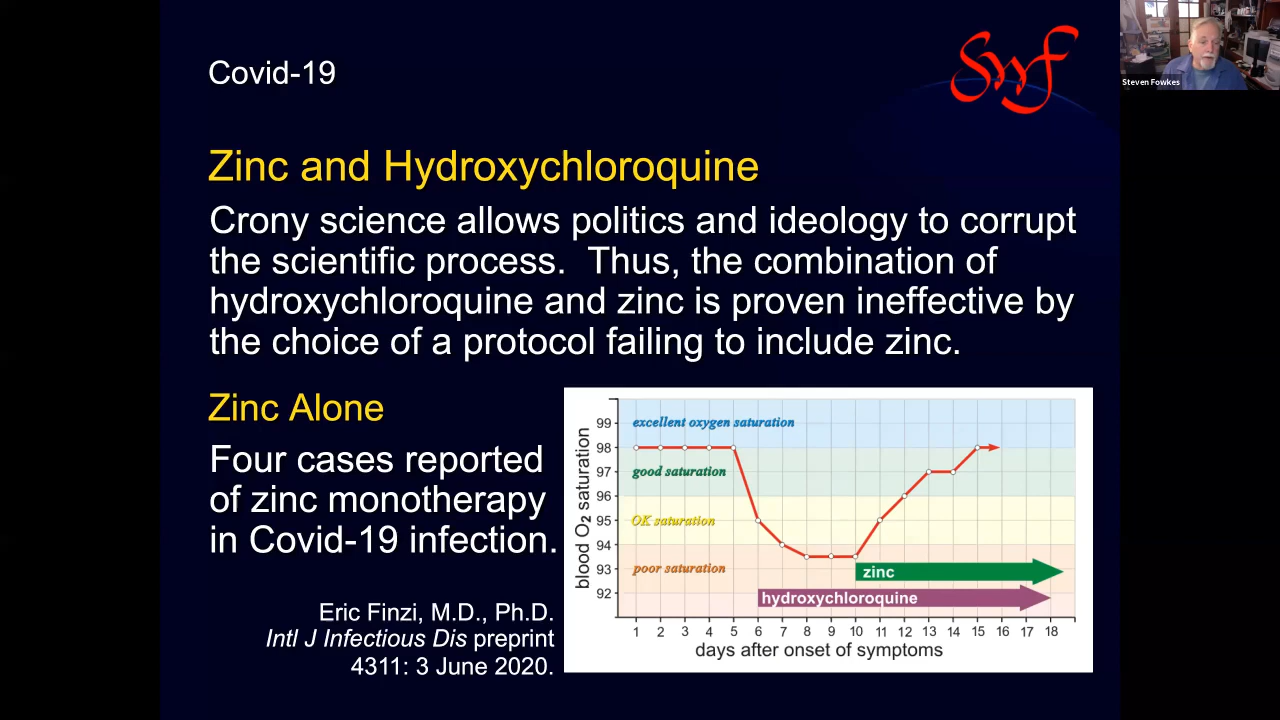 Covid-19
Swf
Steven Fowkes
Zinc and Hydroxychloroquine
Crony science allows politics and ideology to corrupt
the scientific process.  Thus, the combination of
hydroxychloroquine and zinc is proven ineffective by
the choice of a protocol failing to include zinc.
Zinc Alone
Four cases reported
of zinc monotherapy
in Covid-19 infection.
Eric Finzi, M.D., Ph.D.
Intl J Infectious Dis preprint
4311: 3 June 2020.
blood O2 saturation
99
98
97
96
95
94
93
92
excellent oxygen saturation
good saturation
OK saturation
poor saturation
zinc
hydroxychloroquine
1 2 3 4 5 6 7 8 9 10 11 12 13 14 15 16 17 18
days after onset of symptoms